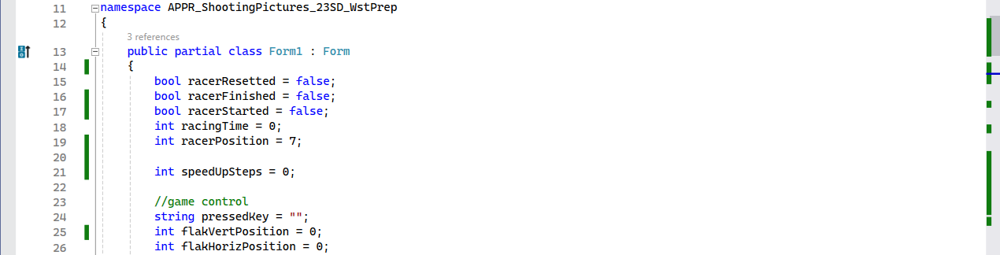 11 namespace APPR_ShootingPictures_23SD_WstPrep
12 {
3 references
13 public partial class Form1 : Form
14 {
15 bool racerResetted = false;
16 bool racerFinished = false;
17 bool racerStarted = false;
18 int racingTime = 0;
19 int racerPosition = 7;
20
21 int speedUpSteps = 0;
22
23 //game control
24 string pressedKey = "";
25 int flakVertPosition = 0;
26 int flakHorizPosition = 0;